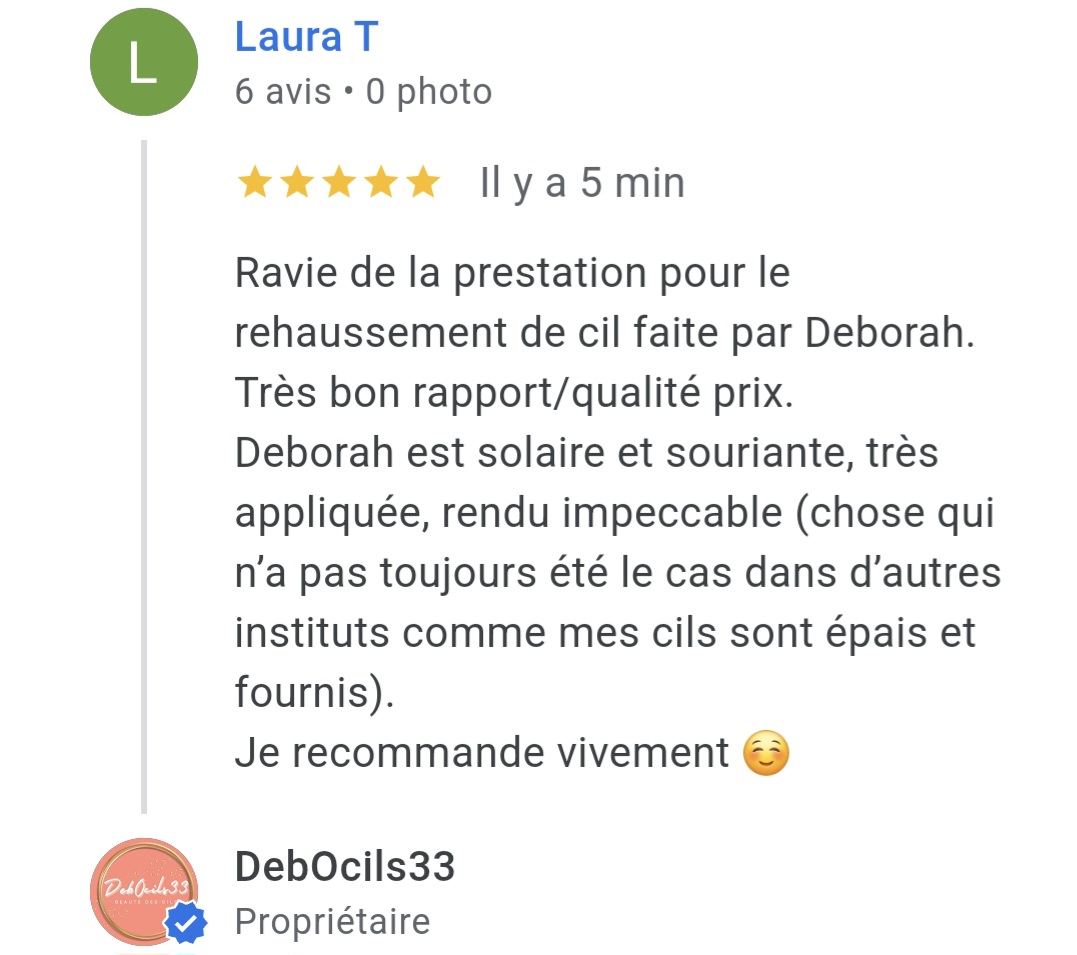 L
Laura T
6 avis • 0 photo
Il y a 5 min
Ravie de la prestation pour le
rehaussement de cil faite par Deborah.
Très bon rapport/qualité prix.
Deborah est solaire et souriante, très
appliquée, rendu impeccable (chose qui
n’a pas toujours été le cas dans d’autres
instituts comme mes cils sont épais et
fournis).
Je recommande vivement ☺️
DebOcils33
DebOcils33
Propriétaire